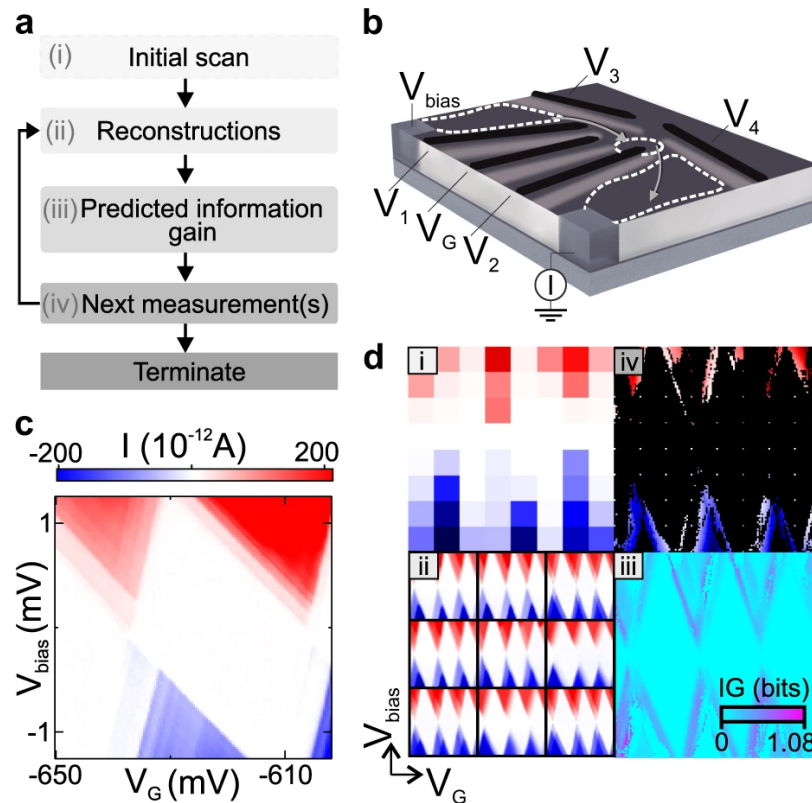 a
(i) Initial scan
(ii) Reconstructions
(iii) Predicted information
gain
(iv) Next measurement(s)
Terminate
b
V3
Vbias
V4
V1
VG
V2
I
c
I (10-12A)
-200
200
1
Vbias (mV)
-1
-650
VG (mV)
-610
d
i
iv
ii
iii
IG (bits)
0
1.08
Vbias
VG